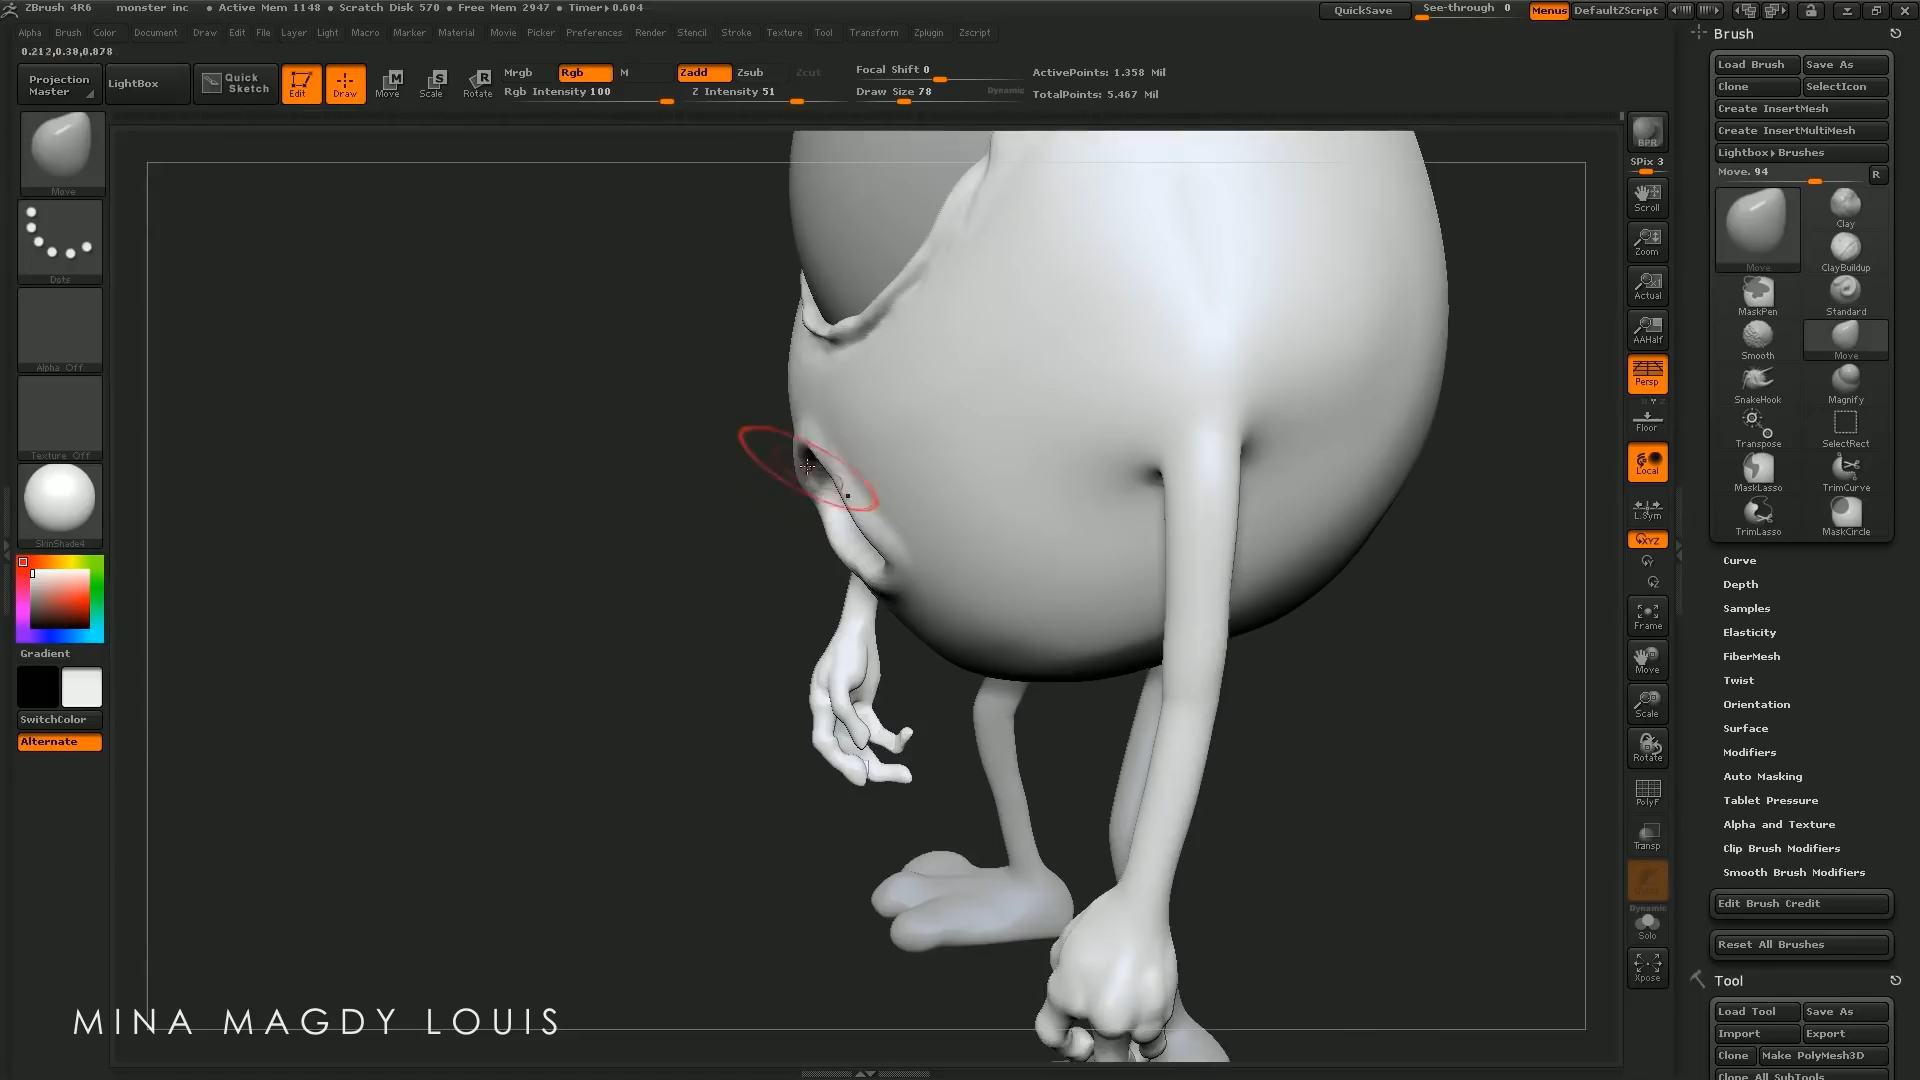 ZBrush 4R6 monster inc • Active Mem 1148 • Scratch Disk 570 • Free Mem 2947 • Timer▸0.604 QuickSave See-through 0 Menus DefaultZScript
Alpha Brush Color Document Draw Edit File Layer Light Macro Marker Material Movie Picker Preferences Render Stencil Stroke Texture Tool Transform Zplugin Zscript
0.212,0.38,0.878
Projection Master
LightBox
Quick Sketch
Edit
Draw
Move
Scale
Rotate
Mrgb Rgb M
Rgb Intensity 100
Zadd Zsub Zcut
Z Intensity 51
Focal Shift 0
Draw Size 78 Dynamic
ActivePoints: 1.358 Mil
TotalPoints: 5.467 Mil
Move
Dots
Alpha Off
Texture Off
SkinShade4
Gradient
SwitchColor
Alternate
MINA MAGDY LOUIS
BPR
SPix 3
Scroll
Zoom
Actual
AAHalf
Persp
Floor
Local
L.Sym
XYZ
Frame
Move
Scale
Rotate
PolyF
Transp
Dynamic
Solo
Xpose
Brush
Load Brush Save As
Clone SelectIcon
Create InsertMesh
Create InsertMultiMesh
Lightbox▸Brushes
Move. 94 R
Move
Clay
ClayBuildup
MaskPen Standard
Smooth Move
SnakeHook Magnify
Transpose SelectRect
MaskLasso TrimCurve
TrimLasso MaskCircle
Curve
Depth
Samples
Elasticity
FiberMesh
Twist
Orientation
Surface
Modifiers
Auto Masking
Tablet Pressure
Alpha and Texture
Clip Brush Modifiers
Smooth Brush Modifiers
Edit Brush Credit
Reset All Brushes
Tool
Load Tool Save As
Import Export
Clone Make PolyMesh3D
Clone All SubTools